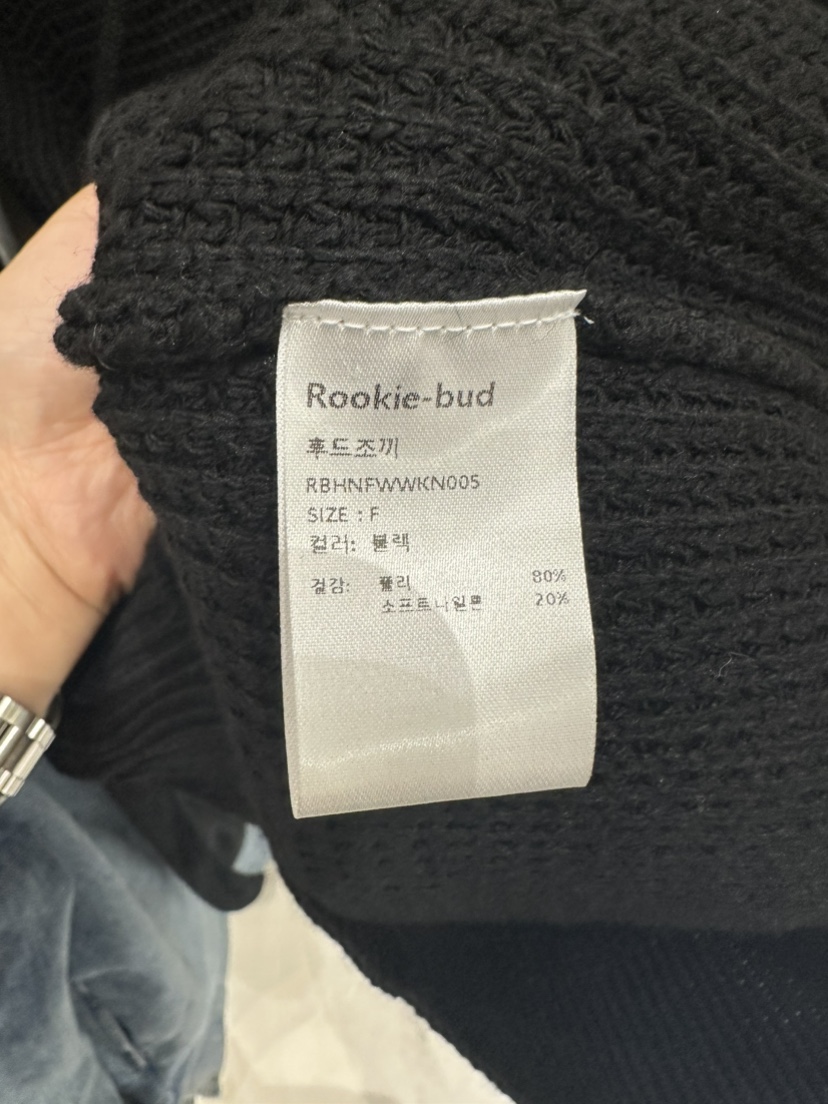 Rookie-bud
후드조끼
RBHNFWWKN005
SIZE : F
컬러: 블랙
겉감: 폴리 80%
소프트나일론 20%